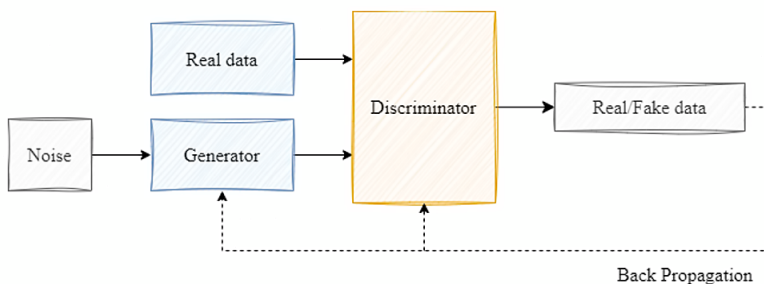 Real data
Discriminator
Real/Fake data
Noise
Generator
Back Propagation